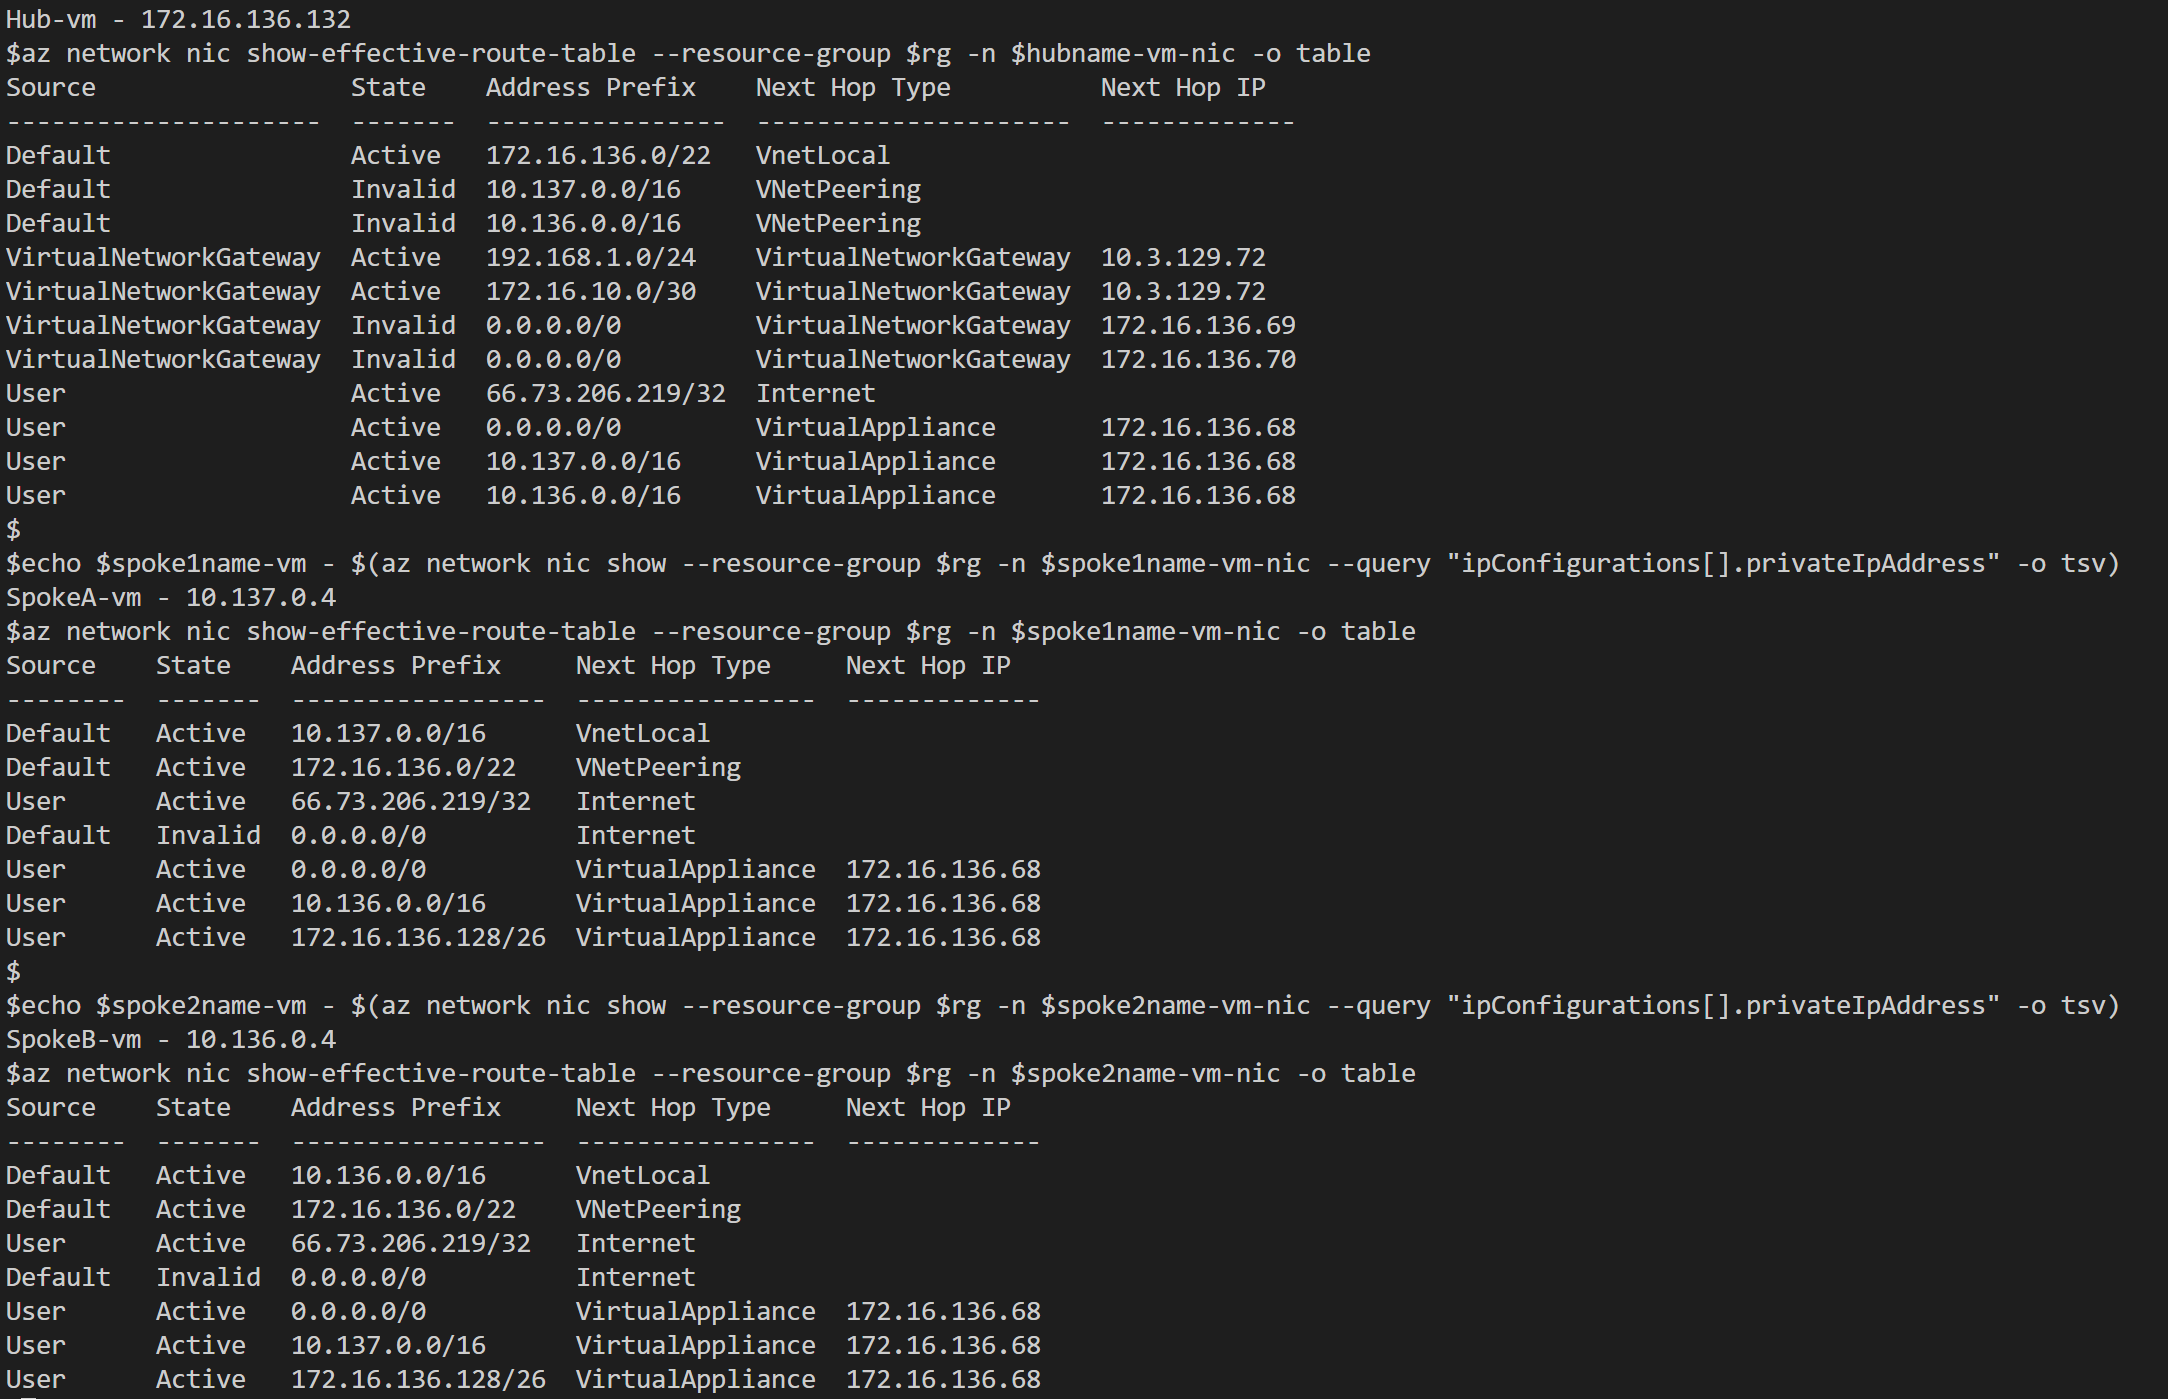 Hub-vm - 172.16.136.132
$az network nic show-effective-route-table --resource-group $rg -n $hubname-vm-nic -o table
Source                 State    Address Prefix    Next Hop Type          Next Hop IP
---------------------  -------  ----------------  ---------------------  -------------
Default                Active   172.16.136.0/22   VnetLocal
Default                Invalid  10.137.0.0/16     VNetPeering
Default                Invalid  10.136.0.0/16     VNetPeering
VirtualNetworkGateway  Active   192.168.1.0/24    VirtualNetworkGateway  10.3.129.72
VirtualNetworkGateway  Active   172.16.10.0/30    VirtualNetworkGateway  10.3.129.72
VirtualNetworkGateway  Invalid  0.0.0.0/0         VirtualNetworkGateway  172.16.136.69
VirtualNetworkGateway  Invalid  0.0.0.0/0         VirtualNetworkGateway  172.16.136.70
User                   Active   66.73.206.219/32  Internet
User                   Active   0.0.0.0/0         VirtualAppliance       172.16.136.68
User                   Active   10.137.0.0/16     VirtualAppliance       172.16.136.68
User                   Active   10.136.0.0/16     VirtualAppliance       172.16.136.68
$
$echo $spoke1name-vm - $(az network nic show --resource-group $rg -n $spoke1name-vm-nic --query "ipConfigurations[].privateIpAddress" -o tsv)
SpokeA-vm - 10.137.0.4
$az network nic show-effective-route-table --resource-group $rg -n $spoke1name-vm-nic -o table
Source    State    Address Prefix     Next Hop Type     Next Hop IP
--------  -------  -----------------  ----------------  -------------
Default   Active   10.137.0.0/16      VnetLocal
Default   Active   172.16.136.0/22    VNetPeering
User      Active   66.73.206.219/32   Internet
Default   Invalid  0.0.0.0/0          Internet
User      Active   0.0.0.0/0          VirtualAppliance  172.16.136.68
User      Active   10.136.0.0/16      VirtualAppliance  172.16.136.68
User      Active   172.16.136.128/26  VirtualAppliance  172.16.136.68
$
$echo $spoke2name-vm - $(az network nic show --resource-group $rg -n $spoke2name-vm-nic --query "ipConfigurations[].privateIpAddress" -o tsv)
SpokeB-vm - 10.136.0.4
$az network nic show-effective-route-table --resource-group $rg -n $spoke2name-vm-nic -o table
Source    State    Address Prefix     Next Hop Type     Next Hop IP
--------  -------  -----------------  ----------------  -------------
Default   Active   10.136.0.0/16      VnetLocal
Default   Active   172.16.136.0/22    VNetPeering
User      Active   66.73.206.219/32   Internet
Default   Invalid  0.0.0.0/0          Internet
User      Active   0.0.0.0/0          VirtualAppliance  172.16.136.68
User      Active   10.137.0.0/16      VirtualAppliance  172.16.136.68
User      Active   172.16.136.128/26  VirtualAppliance  172.16.136.68